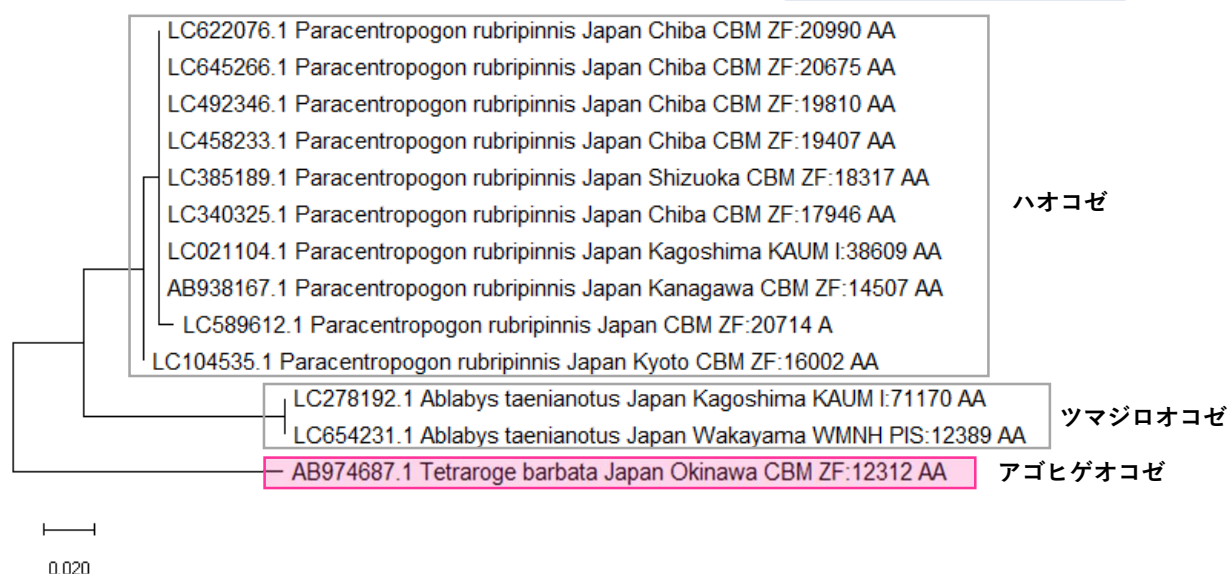 LC622076.1 Paracentropogon rubripinnis Japan Chiba CBM ZF:20990 AA
LC645266.1 Paracentropogon rubripinnis Japan Chiba CBM ZF:20675 AA
LC492346.1 Paracentropogon rubripinnis Japan Chiba CBM ZF:19810 AA
LC458233.1 Paracentropogon rubripinnis Japan Chiba CBM ZF:19407 AA
LC385189.1 Paracentropogon rubripinnis Japan Shizuoka CBM ZF:18317 AA
ハオコゼ
LC340325.1 Paracentropogon rubripinnis Japan Chiba CBM ZF:17946 AA
LC021104.1 Paracentropogon rubripinnis Japan Kagoshima KAUM I:38609 AA
AB938167.1 Paracentropogon rubripinnis Japan Kanagawa CBM ZF:14507 AA
LC589612.1 Paracentropogon rubripinnis Japan CBM ZF:20714 A
LC104535.1 Paracentropogon rubripinnis Japan Kyoto CBM ZF:16002 AA
LC278192.1 Ablabys taenianotus Japan Kagoshima KAUM I:71170 AA
ツマジロオコゼ
LC654231.1 Ablabys taenianotus Japan Wakayama WMNH PIS:12389 AA
AB974687.1 Tetraroge barbata Japan Okinawa CBM ZF:12312 AA
アゴヒゲオコゼ
0.020